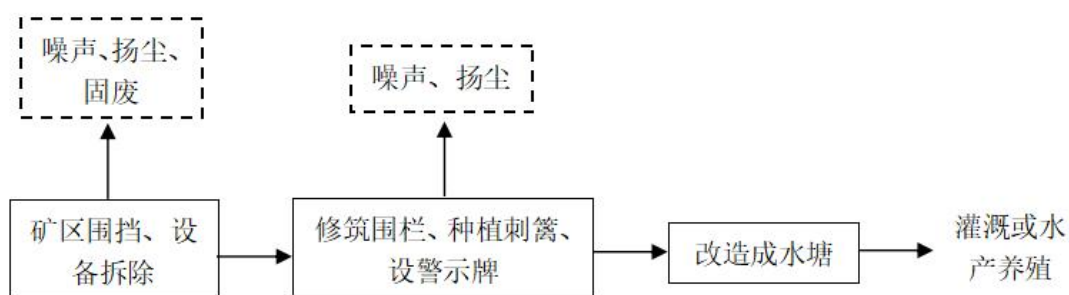 噪声、扬尘、
固废
噪声、扬尘
矿区围挡、设
备拆除
修筑围栏、种植刺篱、
设警示牌
改造成水塘
灌溉或水
产养殖